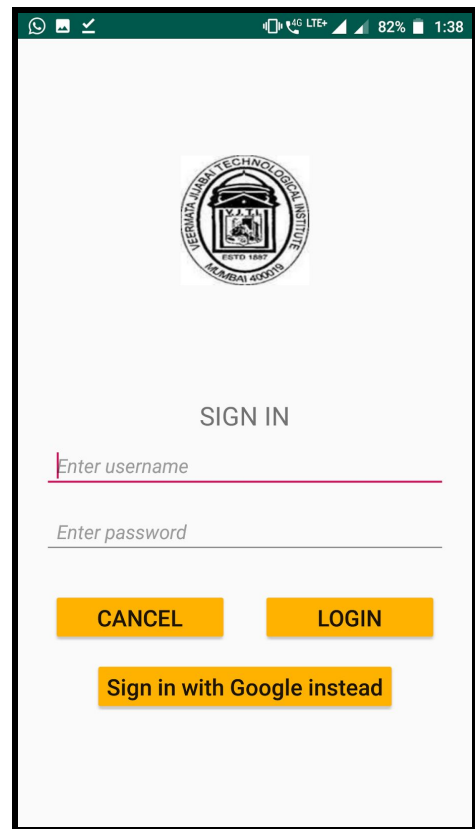 4G LTE+ 82% 1:38
VEERMATA JIJABAI TECHNOLOGICAL INSTITUTE
V.J.T.I.
ESTD 1887
MUMBAI 400019
SIGN IN
Enter username
Enter password
CANCEL LOGIN
Sign in with Google instead